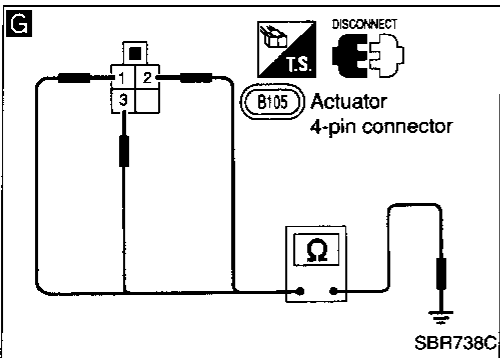 G
DISCONNECT
T.S.
B105 Actuator
4-pin connector
1 2
3
Ω
SBR738C